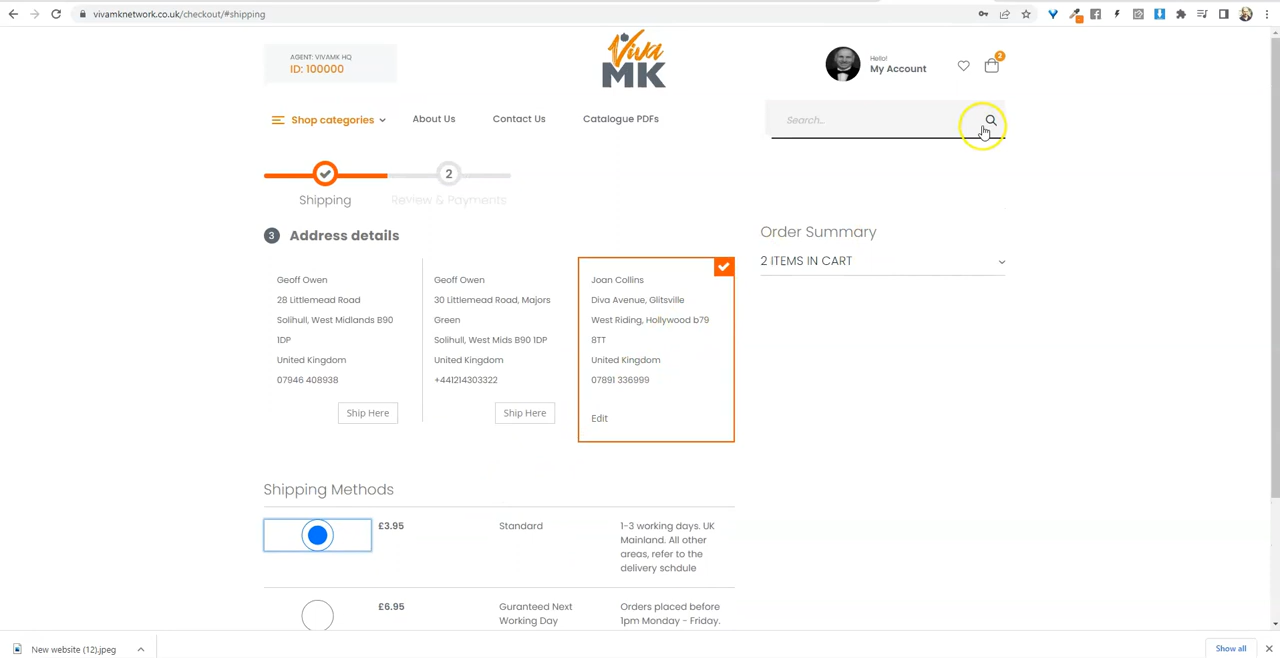 vivamknetwork.co.uk/checkout/#shipping
AGENT: VIVAMK HQ
ID: 100000
Viva
MK
Hello!
My Account
2
Shop categories
About Us
Contact Us
Catalogue PDFs
Search...
2
Shipping
Review & Payments
3 Address details
Geoff Owen
28 Littlemead Road
Solihull, West Midlands B90
1DP
United Kingdom
07946 408938
Ship Here
Geoff Owen
30 Littlemead Road, Majors
Green
Solihull, West Mids B90 1DP
United Kingdom
+441214303322
Ship Here
Joan Collins
Diva Avenue, Glitsville
West Riding, Hollywood b79
8TT
United Kingdom
07891 336999
Edit
Order Summary
2 ITEMS IN CART
Shipping Methods
£3.95
Standard
1-3 working days. UK
Mainland. All other
areas, refer to the
delivery schdule
£6.95
Guranteed Next
Working Day
Orders placed before
1pm Monday - Friday.
New website (12).jpeg
Show all